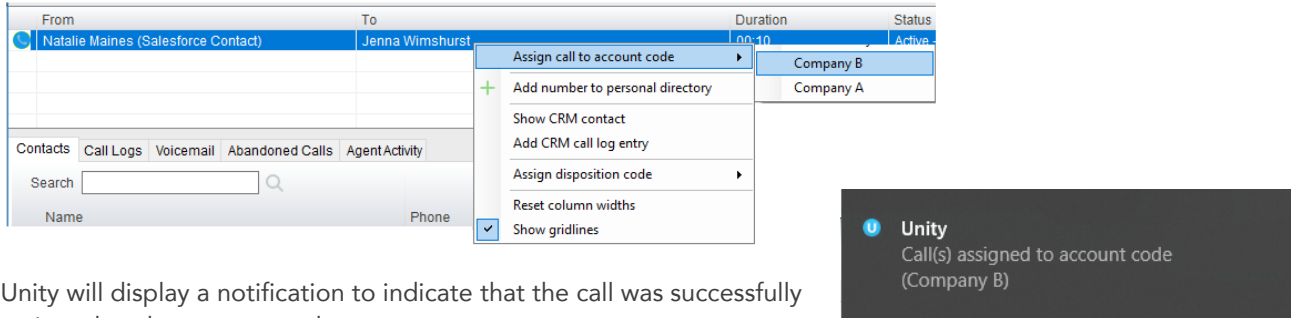 From To Duration Status
Natalie Maines (Salesforce Contact) Jenna Wimshurst 00:10 Active -
Assign call to account code
Company B
Company A
Add number to personal directory
Show CRM contact
Add CRM call log entry
Assign disposition code
Reset column widths
Show gridlines
Contacts Call Logs Voicemail Abandoned Calls Agent Activity
Search
Name Phone
Unity
Call(s) assigned to account code
(Company B)
Unity will display a notification to indicate that the call was successfully